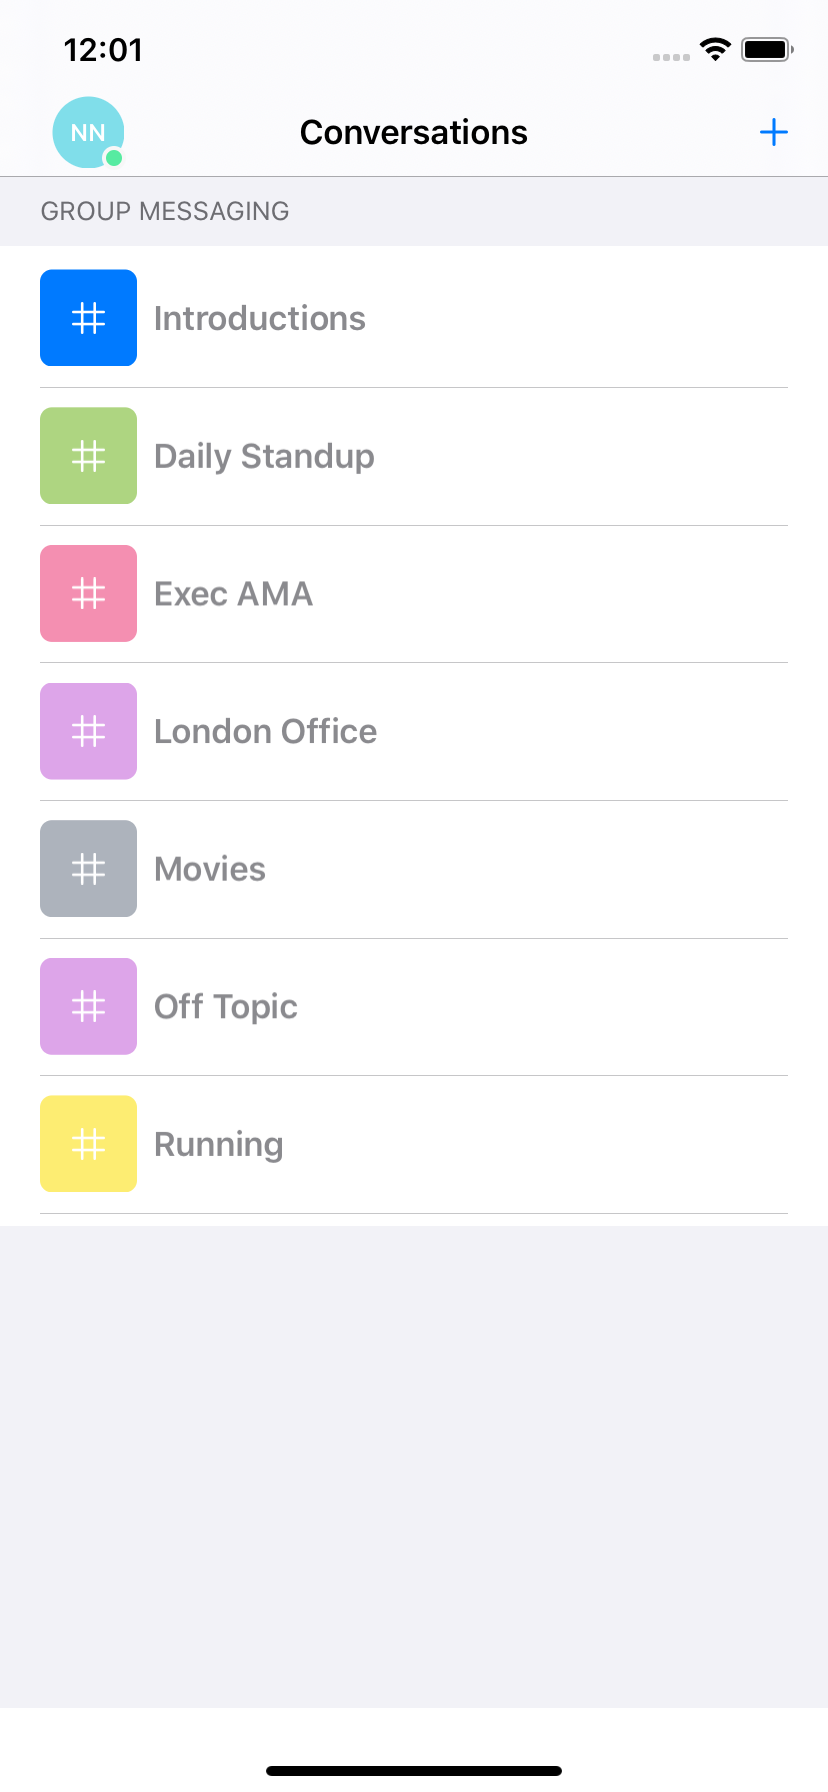 12:01
NN
Conversations
GROUP MESSAGING
# Introductions
# Daily Standup
# Exec AMA
# London Office
# Movies
# Off Topic
# Running